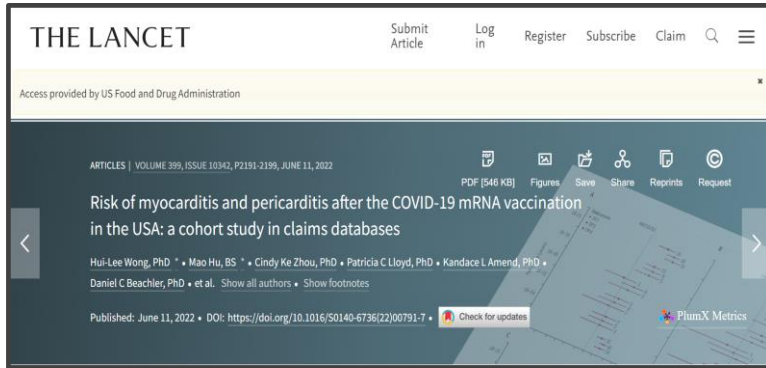 THE LANCET
Submit Article
Log in
Register
Subscribe
Claim
Access provided by US Food and Drug Administration
×
ARTICLES | VOLUME 399, ISSUE 10342, P2191-2199, JUNE 11, 2022
PDF [546 KB]
Figures
Save
Share
Reprints
Request
Risk of myocarditis and pericarditis after the COVID-19 mRNA vaccination
in the USA: a cohort study in claims databases
Hui-Lee Wong, PhD * • Mao Hu, BS * • Cindy Ke Zhou, PhD • Patricia C Lloyd, PhD • Kandace L Amend, PhD •
Daniel C Beachler, PhD • et al. Show all authors • Show footnotes
Published: June 11, 2022 • DOI: https://doi.org/10.1016/S0140-6736(22)00791-7 •
Check for updates
PlumX Metrics